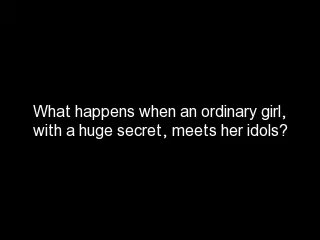 What happens when an ordinary girl,
with a huge secret, meets her idols?